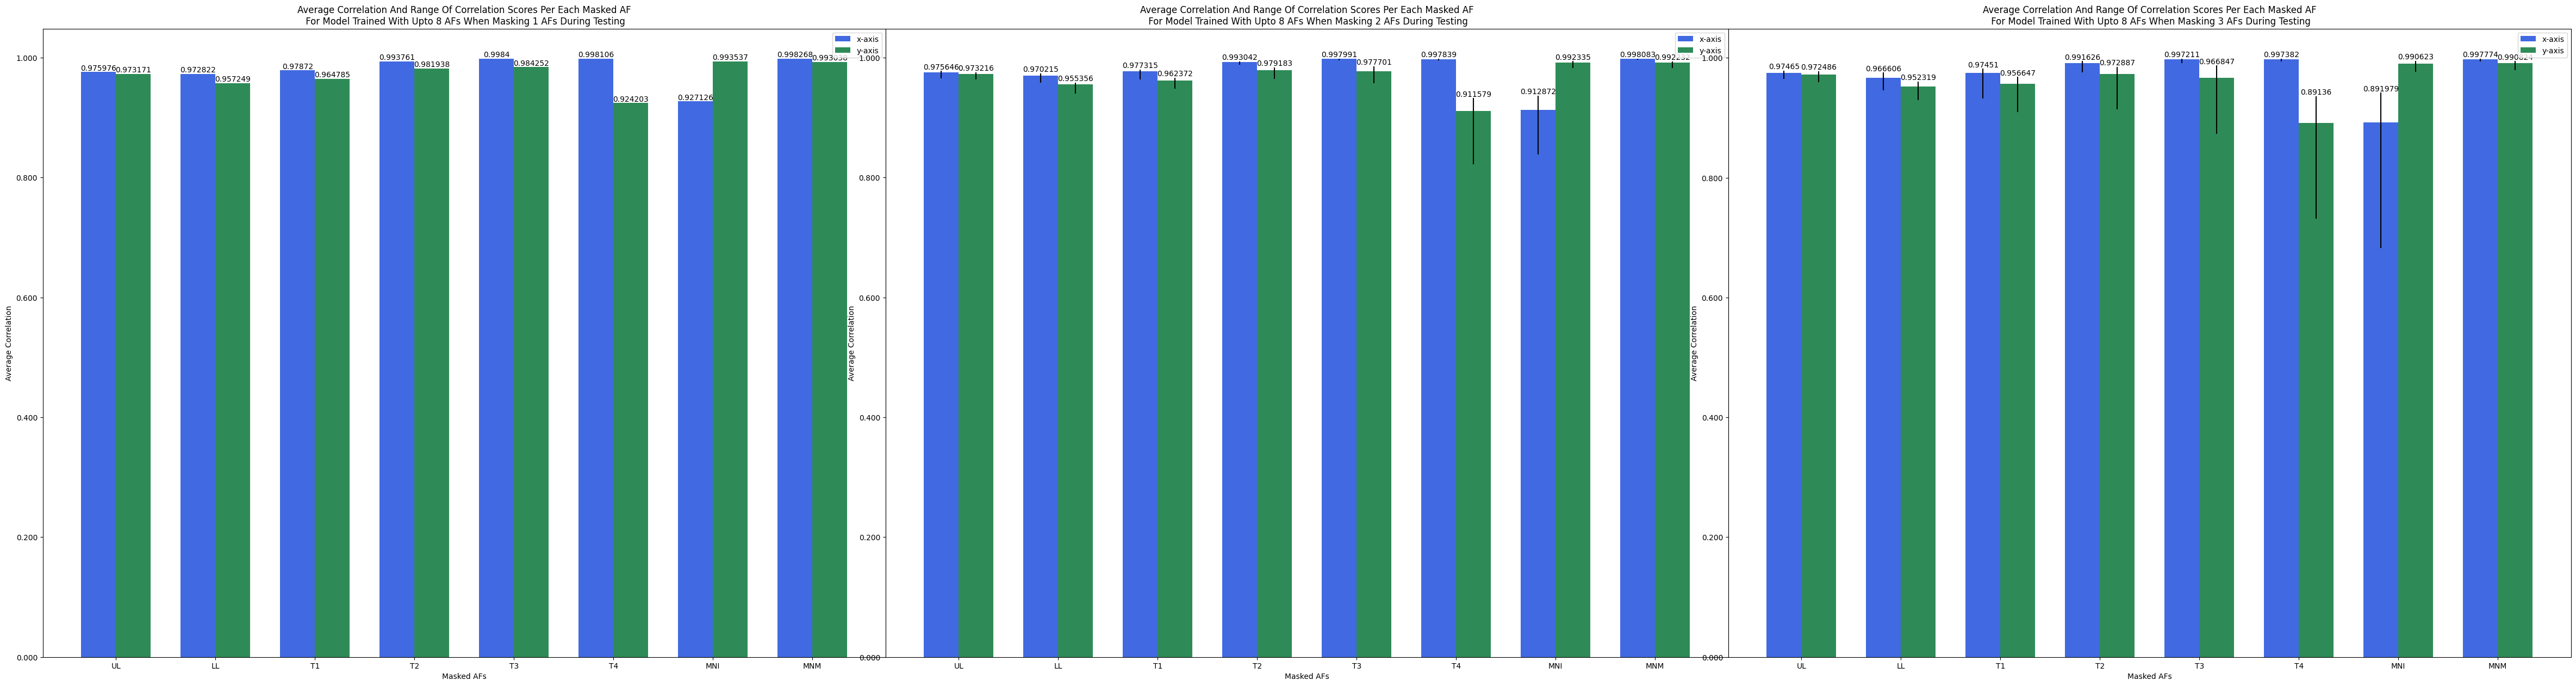 Average Correlation And Range Of Correlation Scores Per Each Masked AF
For Model Trained With Upto 8 AFs When Masking 1 AFs During Testing
x-axis
y-axis
1.000
0.800
0.600
0.400
0.200
0.000
Average Correlation
0.975976
0.973171
0.972822
0.957249
0.97872
0.964785
0.993761
0.981938
0.9984
0.984252
0.998106
0.924203
0.927126
0.993537
0.998268
UL
LL
T1
T2
T3
T4
MNI
MNM
Masked AFs
Average Correlation And Range Of Correlation Scores Per Each Masked AF
For Model Trained With Upto 8 AFs When Masking 2 AFs During Testing
x-axis
y-axis
1.000
0.800
0.600
0.400
0.200
0.000
Average Correlation
0.975646
0.973216
0.970215
0.955356
0.977315
0.962372
0.993042
0.979183
0.997991
0.977701
0.997839
0.911579
0.912872
0.992335
0.998083
UL
LL
T1
T2
T3
T4
MNI
MNM
Masked AFs
Average Correlation And Range Of Correlation Scores Per Each Masked AF
For Model Trained With Upto 8 AFs When Masking 3 AFs During Testing
x-axis
y-axis
1.000
0.800
0.600
0.400
0.200
0.000
Average Correlation
0.97465
0.972486
0.966606
0.952319
0.97451
0.956647
0.991626
0.972887
0.997211
0.966847
0.997382
0.89136
0.891979
0.990623
0.997774
UL
LL
T1
T2
T3
T4
MNI
MNM
Masked AFs